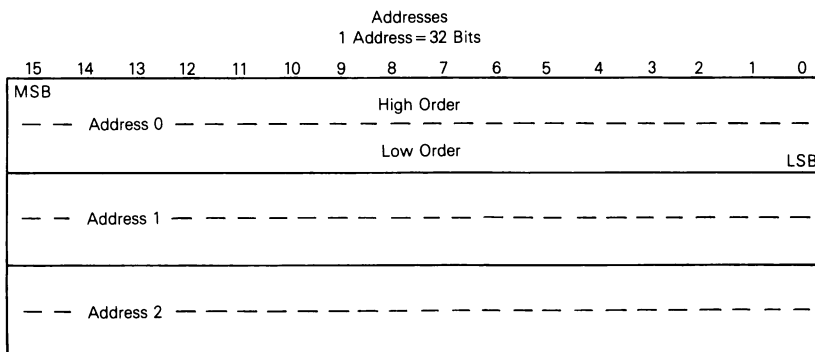 Addresses
1 Address = 32 Bits
15 14 13 12 11 10 9 8 7 6 5 4 3 2 1 0
MSB
High Order
Address 0
Low Order
LSB
Address 1
Address 2